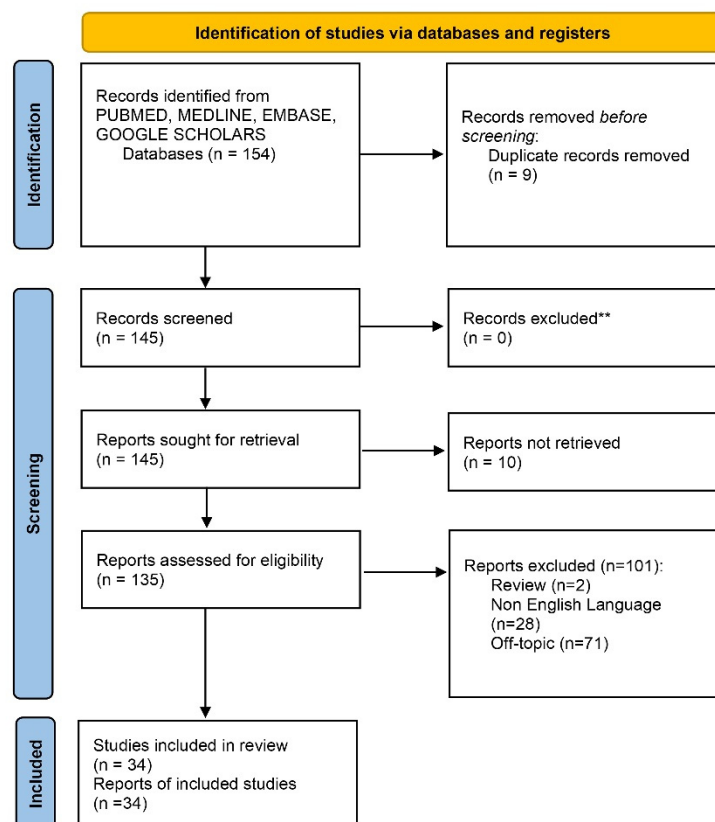 Identification of studies via databases and registers
Identification
Records identified from
PUBMED, MEDLINE, EMBASE,
GOOGLE SCHOLARS
Databases (n = 154)
Records removed before
screening:
Duplicate records removed
(n = 9)
Screening
Records screened
(n = 145)
Records excluded**
(n = 0)
Reports sought for retrieval
(n = 145)
Reports not retrieved
(n = 10)
Reports assessed for eligibility
(n = 135)
Reports excluded (n=101):
Review (n=2)
Non English Language
(n=28)
Off-topic (n=71)
Included
Studies included in review
(n = 34)
Reports of included studies
(n =34)